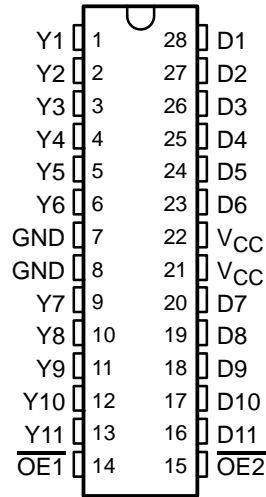 Y1 1 28 D1
Y2 2 27 D2
Y3 3 26 D3
Y4 4 25 D4
Y5 5 24 D5
Y6 6 23 D6
GND 7 22 VCC
GND 8 21 VCC
Y7 9 20 D7
Y8 10 19 D8
Y9 11 18 D9
Y10 12 17 D10
Y11 13 16 D11
O̅E̅1̅ 14 15 O̅E̅2̅